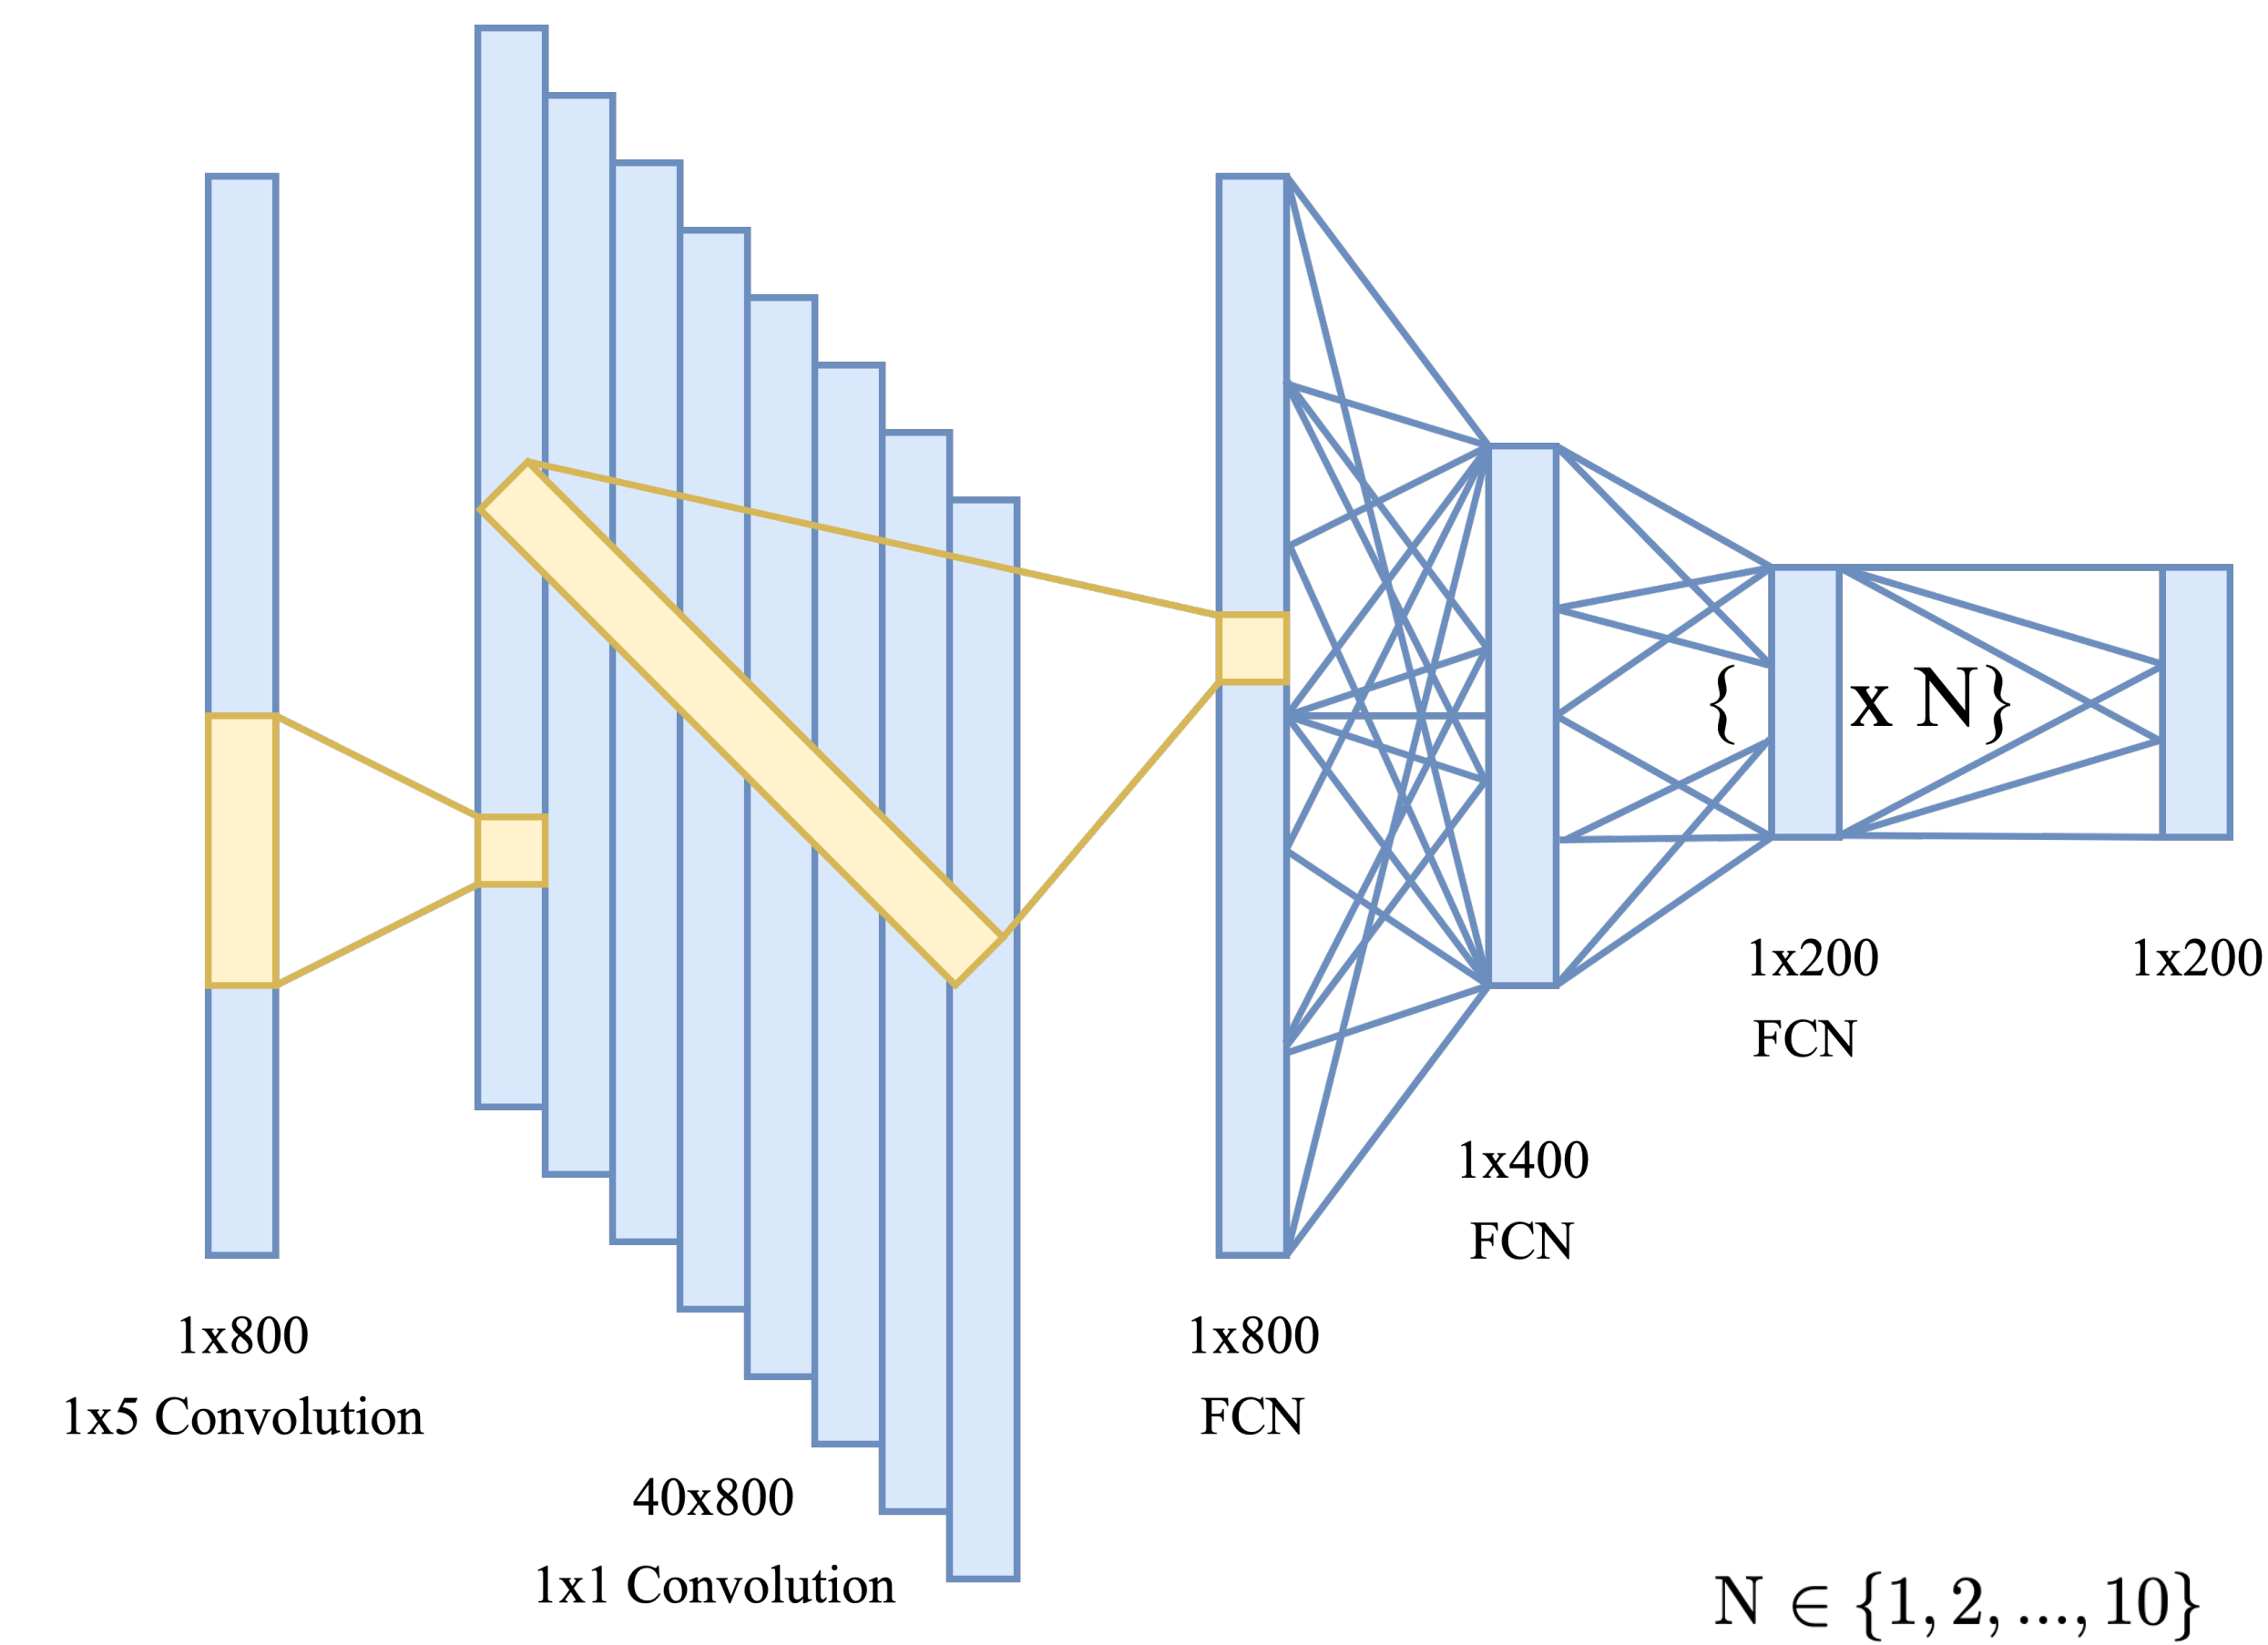 { x N}
1x800
1x5 Convolution
40x800
1x1 Convolution
1x800
FCN
1x400
FCN
1x200
FCN
1x200
N ∈ {1, 2, ..., 10}